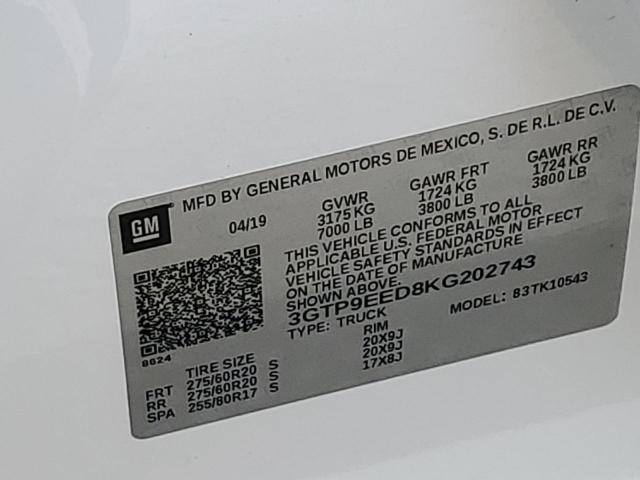 MFD BY GENERAL MOTORS DE MEXICO, S. DE R.L. DE C.V.
GM
04/19
GVWR GAWR FRT GAWR RR
3175 KG 1724 KG 1724 KG
7000 LB 3800 LB 3800 LB
THIS VEHICLE CONFORMS TO ALL
APPLICABLE U.S. FEDERAL MOTOR
VEHICLE SAFETY STANDARDS IN EFFECT
ON THE DATE OF MANUFACTURE
SHOWN ABOVE.
3GTP9EED8KG202743
TYPE: TRUCK MODEL: 83TK10543
8624
TIRE SIZE RIM
FRT 275/60R20 S 20X9J
RR 275/60R20 S 20X9J
SPA 255/80R17 S 17X8J